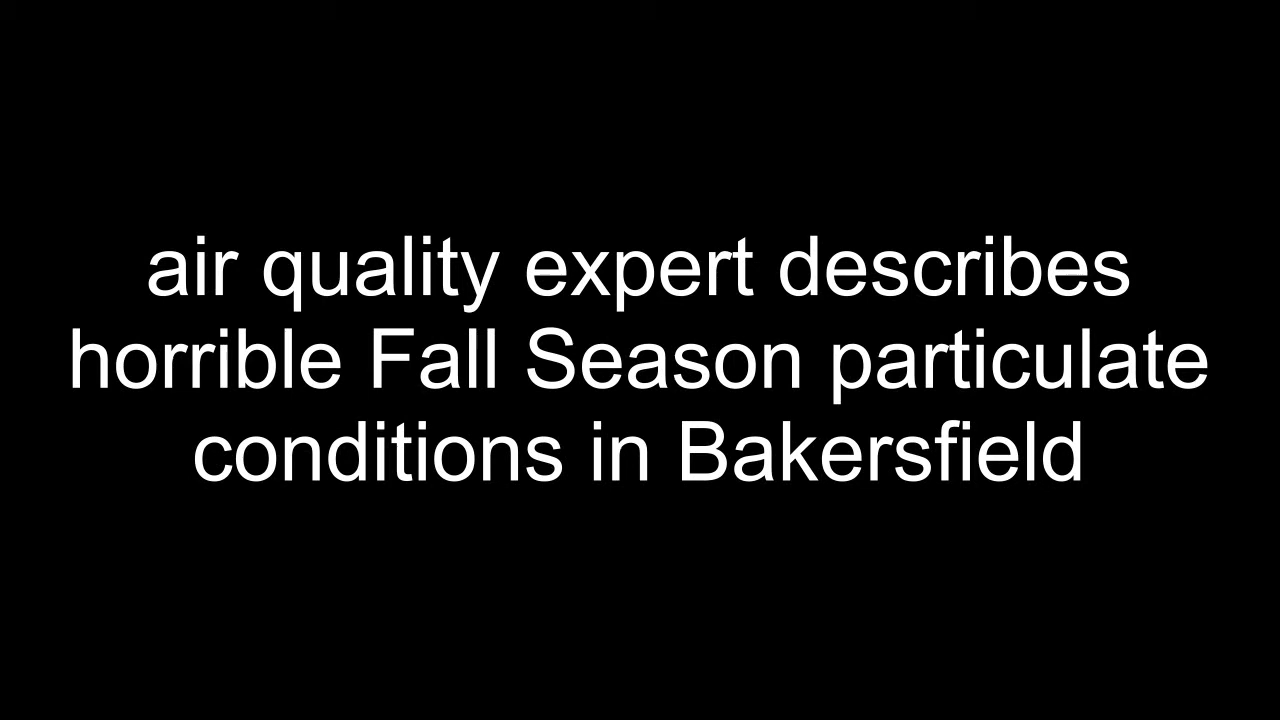 air quality expert describes
horrible Fall Season particulate
conditions in Bakersfield